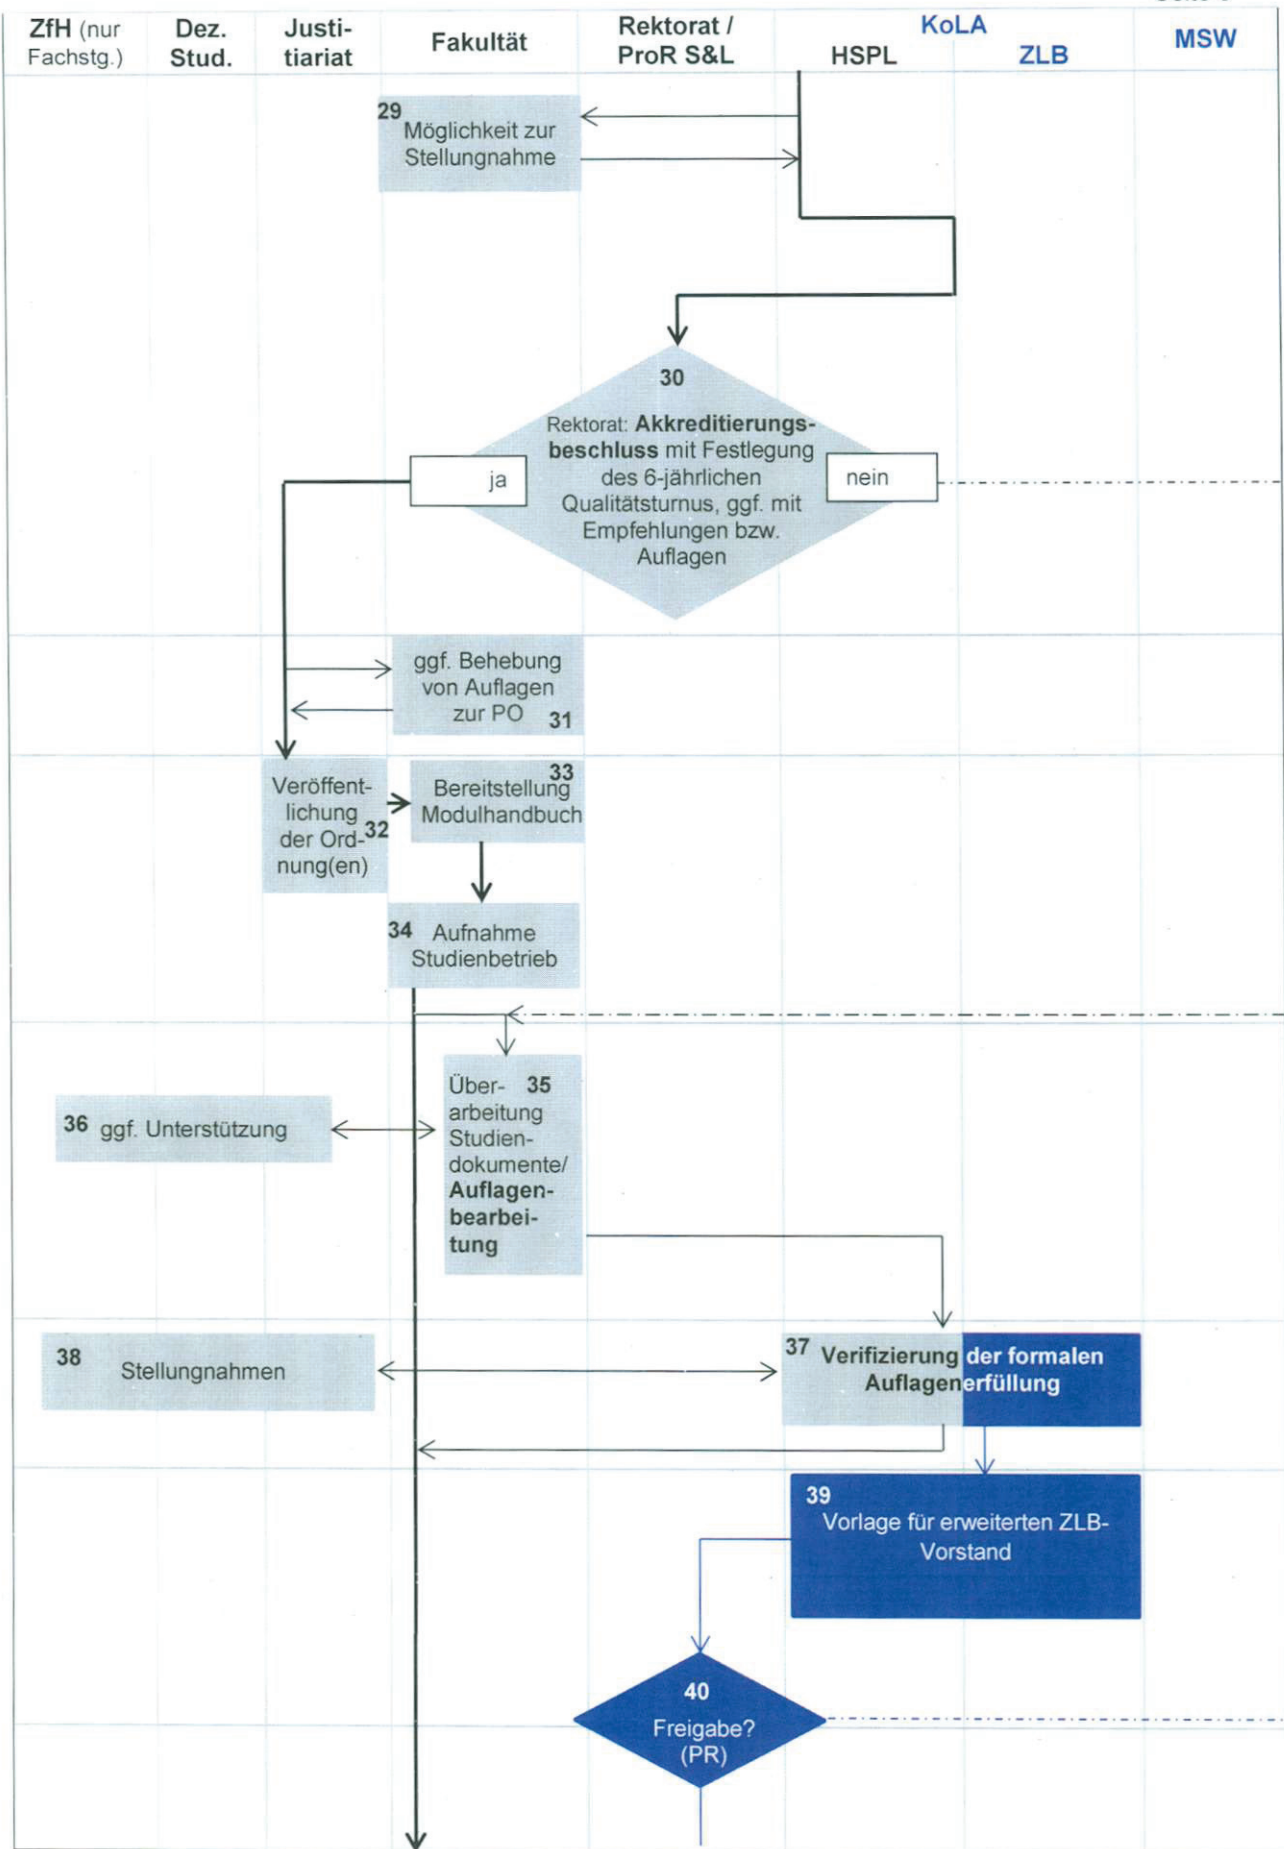 ZfH (nur
Fachstg.)
Dez.
Stud.
Justi-
tiariat
Fakultät
Rektorat /
ProR S&L
KoLA
HSPL
ZLB
MSW
29
Möglichkeit zur
Stellungnahme
30
Rektorat: Akkreditierungs-
beschluss mit Festlegung
des 6-jährlichen
Qualitätsturnus, ggf. mit
Empfehlungen bzw.
Auflagen
ja
nein
ggf. Behebung
von Auflagen
zur PO 31
Veröffent-
lichung
der Ord- 32
nung(en)
33
Bereitstellung
Modulhandbuch
34 Aufnahme
Studienbetrieb
Über- 35
arbeitung
Studien-
dokumente/
Auflagen-
bearbei-
tung
36 ggf. Unterstützung
37 Verifizierung der formalen
Auflagenerfüllung
38 Stellungnahmen
39
Vorlage für erweiterten ZLB-
Vorstand
40
Freigabe?
(PR)